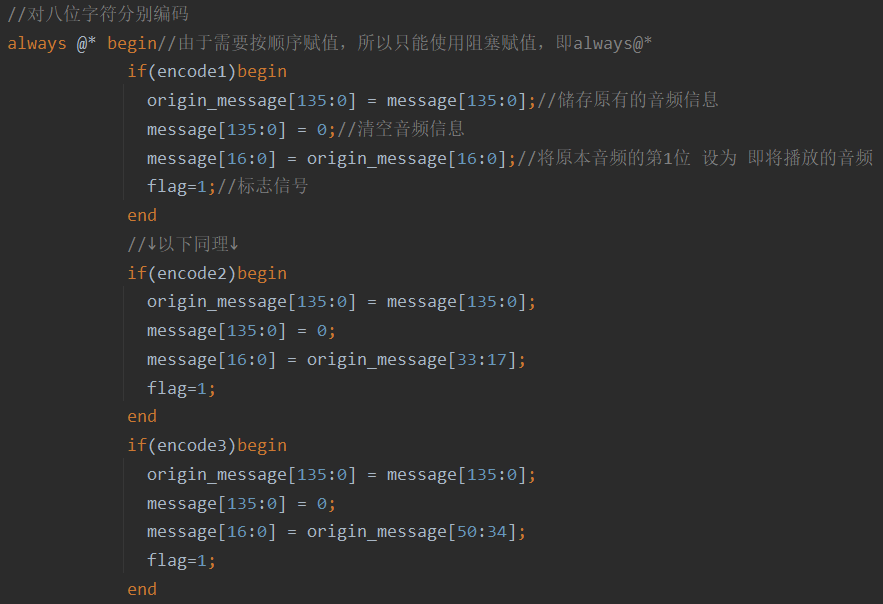 //对八位字符分别编码
always @* begin//由于需要按顺序赋值，所以只能使用阻塞赋值，即always@*
if(encode1)begin
origin_message[135:0] = message[135:0];//储存原有的音频信息
message[135:0] = 0;//清空音频信息
message[16:0] = origin_message[16:0];//将原本音频的第1位 设为 即将播放的音频
flag=1;//标志信号
end
//↓以下同理↓
if(encode2)begin
origin_message[135:0] = message[135:0];
message[135:0] = 0;
message[16:0] = origin_message[33:17];
flag=1;
end
if(encode3)begin
origin_message[135:0] = message[135:0];
message[135:0] = 0;
message[16:0] = origin_message[50:34];
flag=1;
end